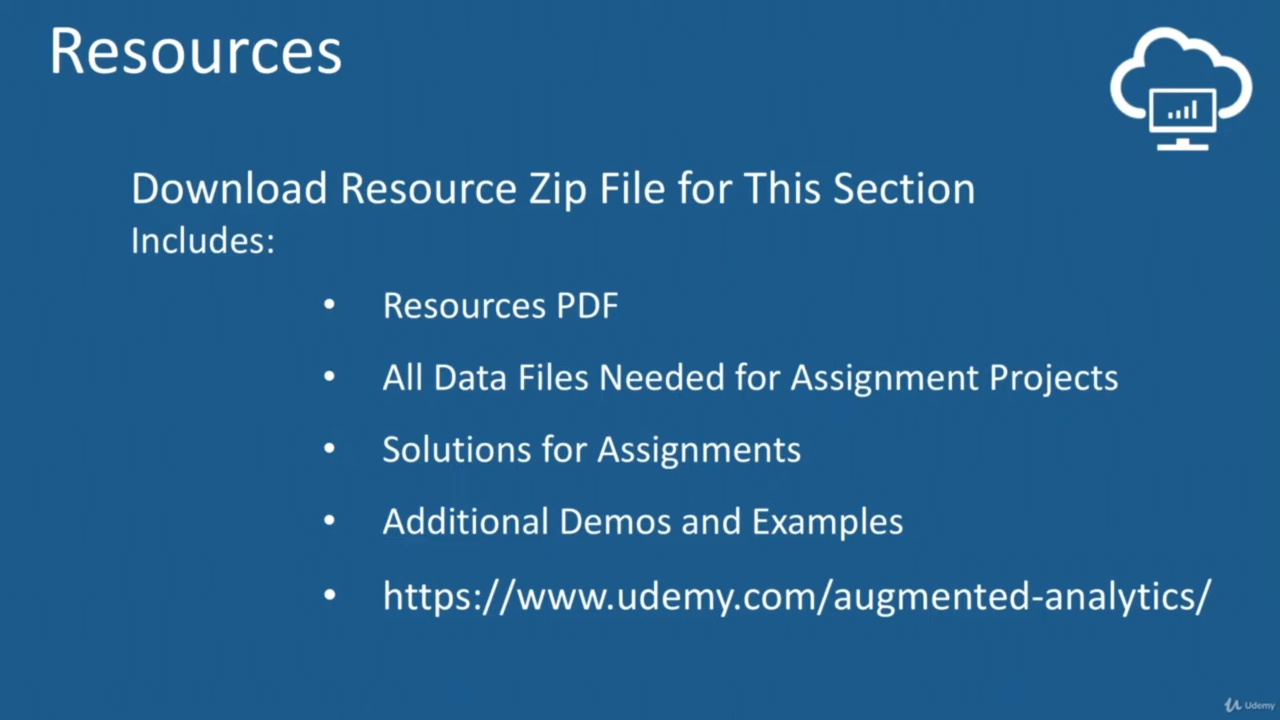 Resources
Download Resource Zip File for This Section
Includes:
• Resources PDF
• All Data Files Needed for Assignment Projects
• Solutions for Assignments
• Additional Demos and Examples
• https://www.udemy.com/augmented-analytics/
Udemy